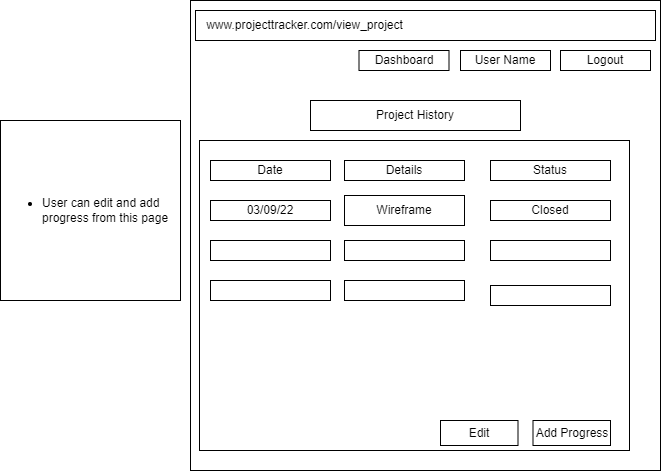 www.projecttracker.com/view_project
Dashboard User Name Logout
Project History
Date Details Status
03/09/22 Wireframe Closed
Edit Add Progress
User can edit and add
progress from this page